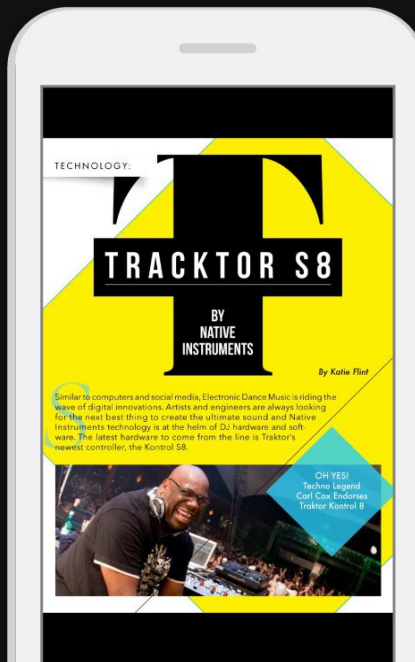 TECHNOLOGY:
T
TRACKTOR S8
BY
NATIVE
INSTRUMENTS
By Katie Flint
S
Similar to computers and social media, Electronic Dance Music is riding the
wave of digital innovations. Artists and engineers are always looking
for the next best thing to create the ultimate sound and Native
Instruments technology is at the helm of DJ hardware and soft-
ware. The latest hardware to come from the line is Traktor's
newest controller, the Kontrol S8.
OH YES!
Techno Legend
Carl Cox Endorses
Traktor Kontrol 8